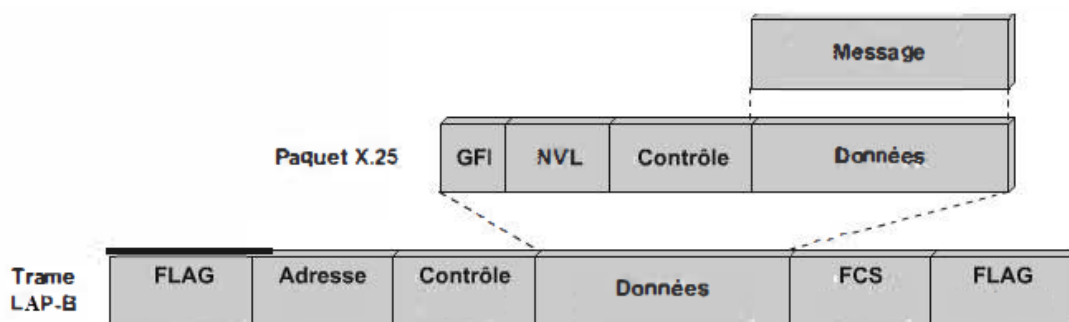 Message
Paquet X.25 GFI NVL Contrôle Données
Trame LAP-B FLAG Adresse Contrôle Données FCS FLAG